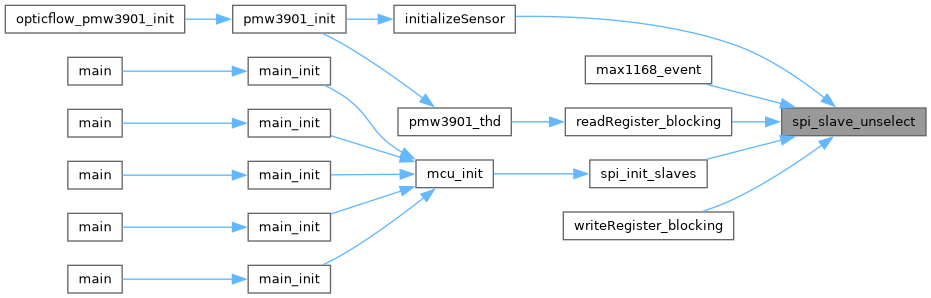 opticflow_pmw3901_init
pmw3901_init
initializeSensor
main
main_init
max1168_event
main
main_init
pmw3901_thd
readRegister_blocking
spi_slave_unselect
main
main_init
mcu_init
spi_init_slaves
main
main_init
writeRegister_blocking
main
main_init